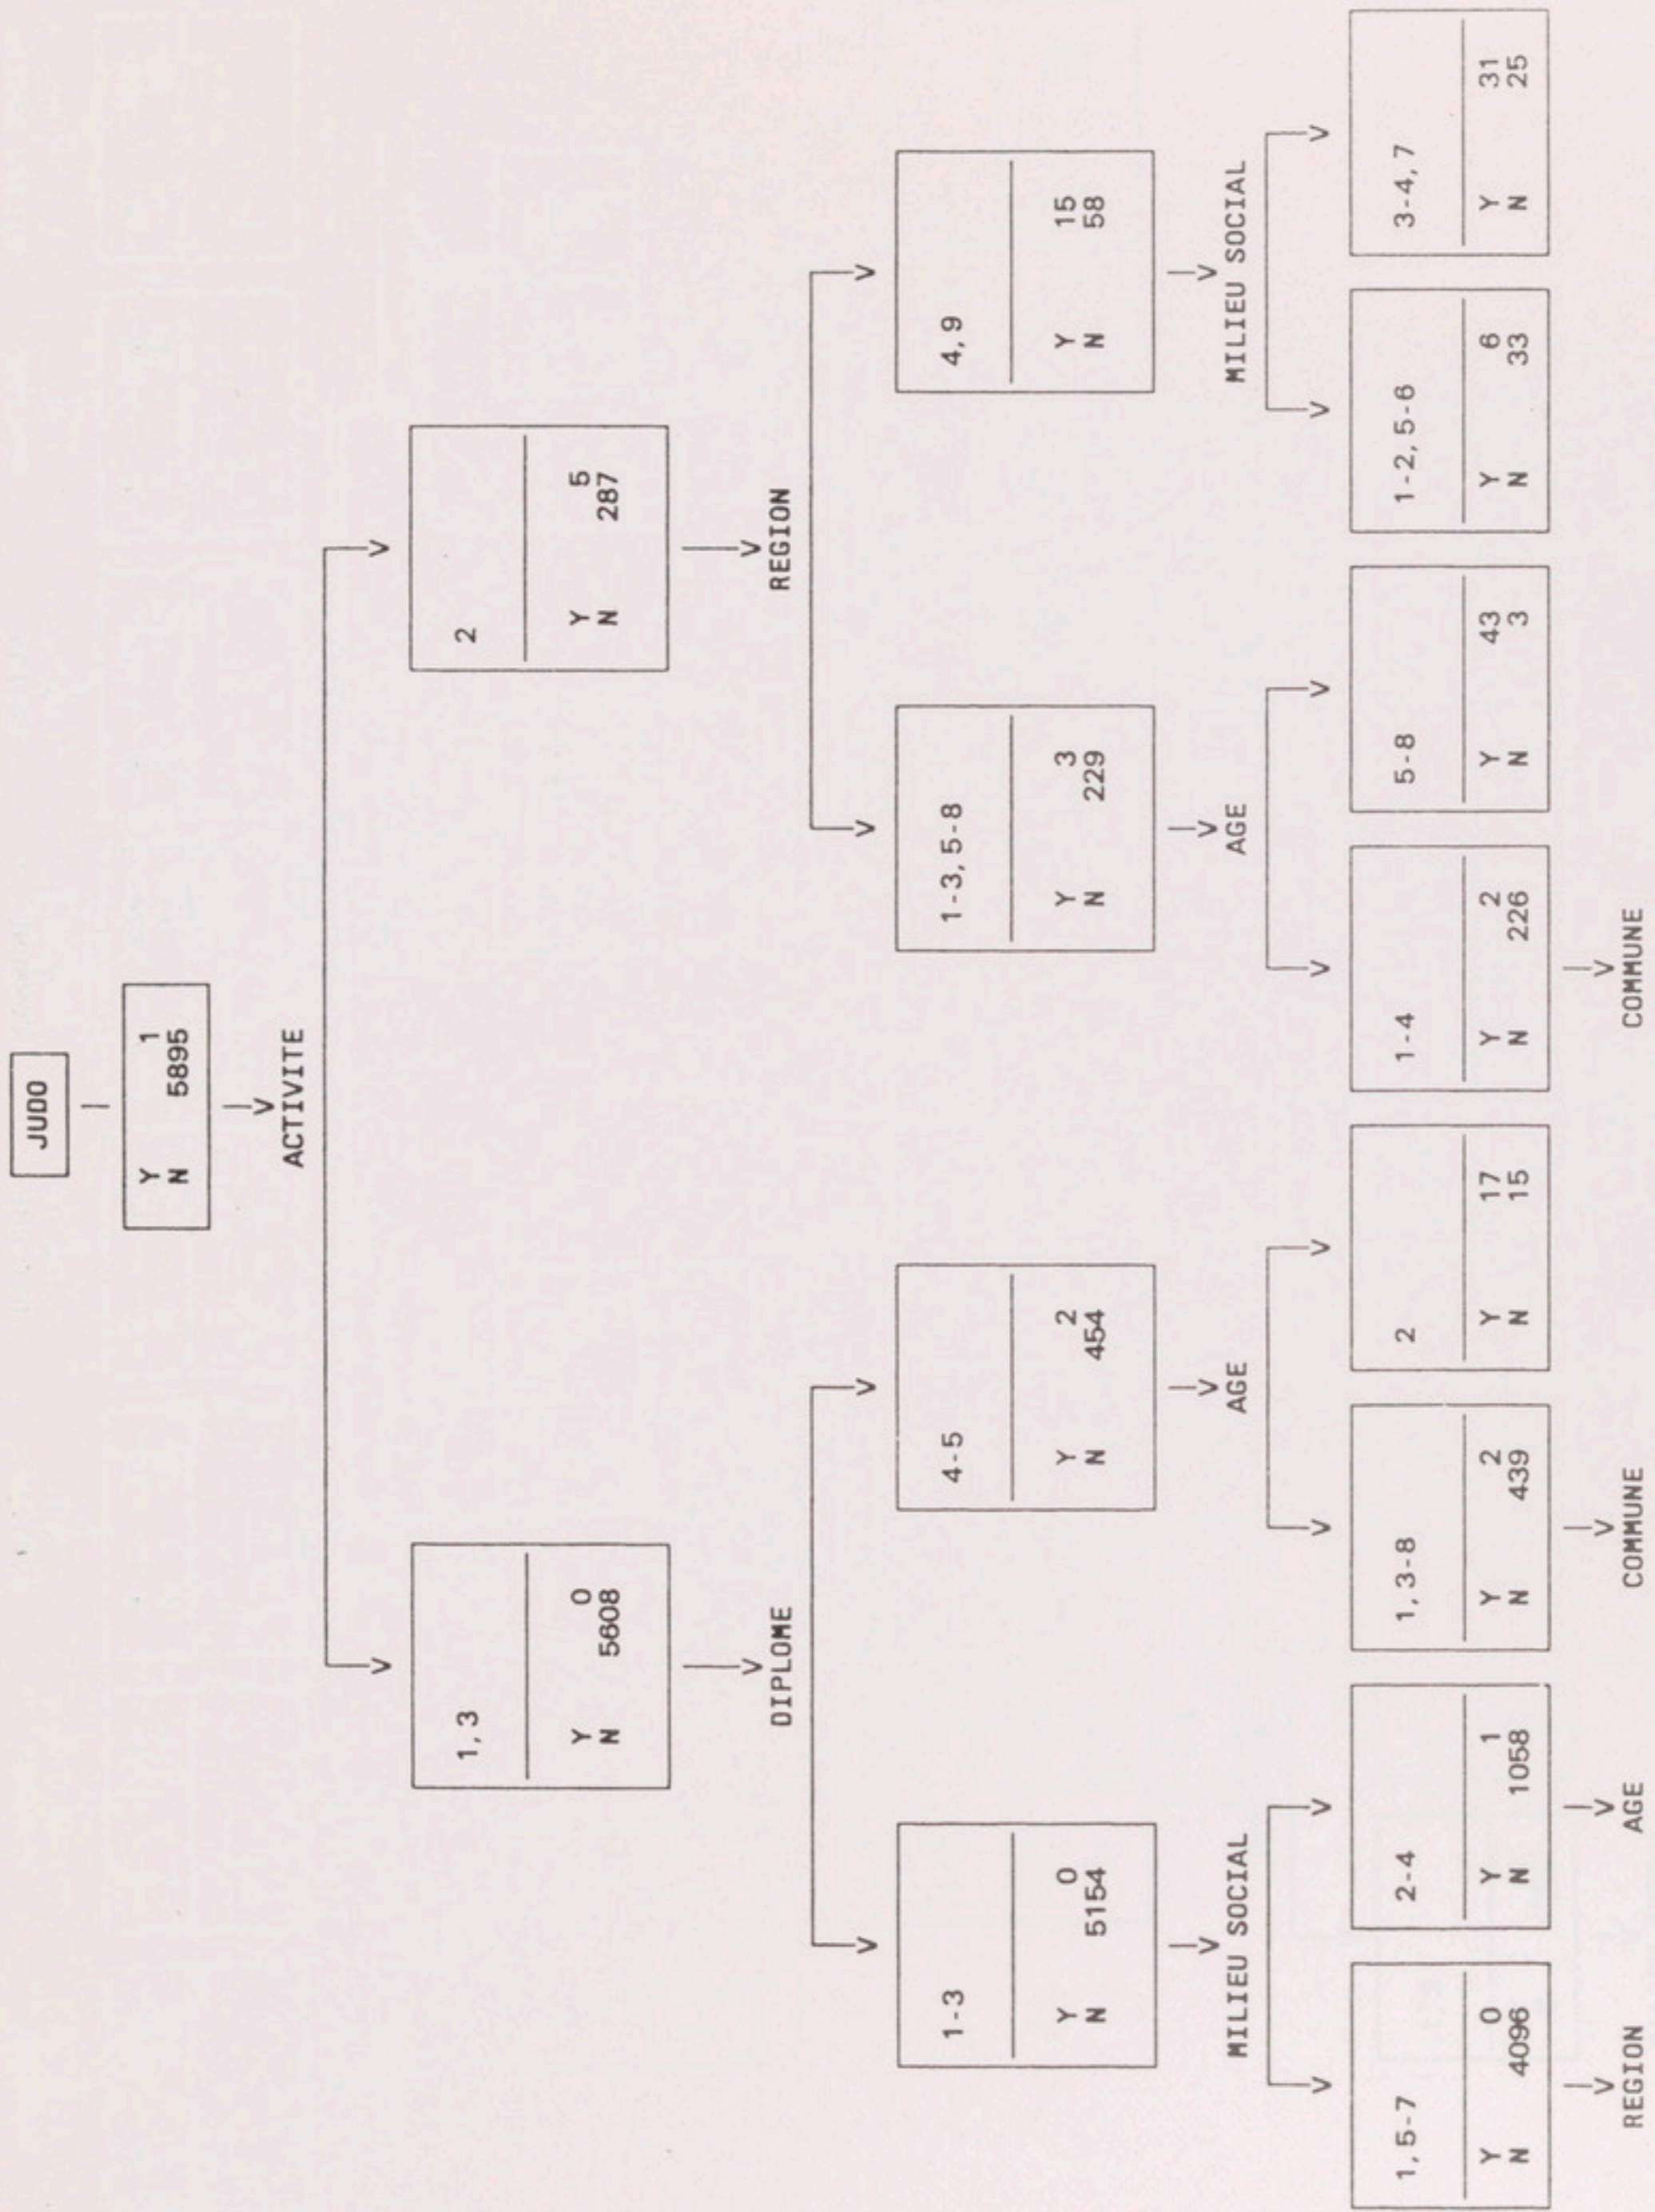 JUDO
Y 1
N 5895
ACTIVITE
1,3
Y 0
N 5608
2
Y 5
N 287
DIPLOME
REGION
1-3
Y 0
N 5154
4-5
Y 2
N 454
1-3,5-8
Y 3
N 229
4,9
Y 15
N 58
MILIEU SOCIAL
AGE
AGE
MILIEU SOCIAL
1,5-7
Y 0
N 4096
2-4
Y 1
N 1058
1,3-8
Y 2
N 439
2
Y 17
N 15
1-4
Y 2
N 226
5-8
Y 43
N 3
1-2,5-6
Y 6
N 33
3-4,7
Y 31
N 25
REGION
AGE
COMMUNE
COMMUNE